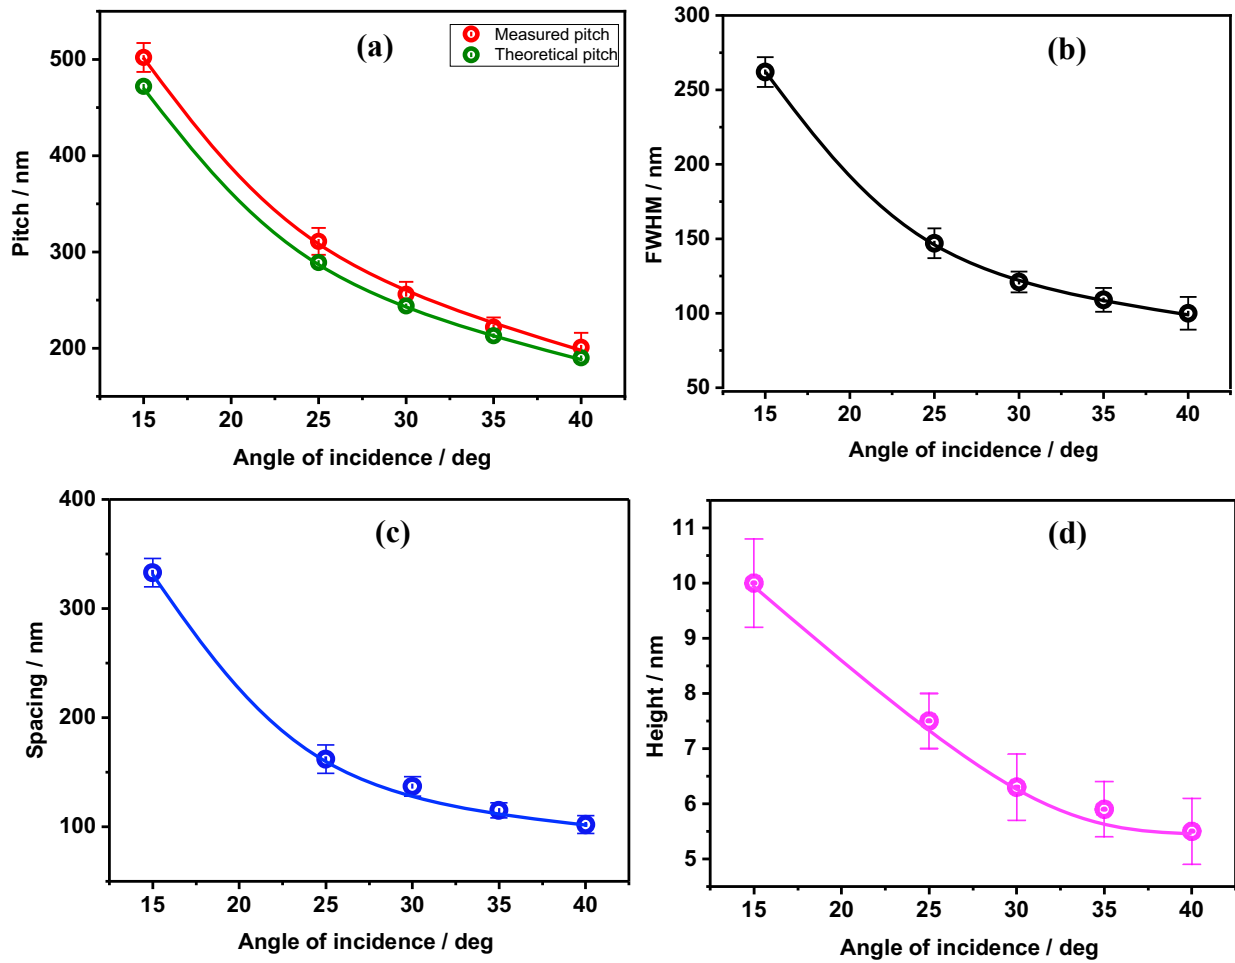 (a)
Measured pitch
Theoretical pitch
Pitch / nm
500
400
300
200
15 20 25 30 35 40
Angle of incidence / deg
(b)
FWHM / nm
300
250
200
150
100
50
15 20 25 30 35 40
Angle of incidence / deg
(c)
Spacing / nm
400
300
200
100
15 20 25 30 35 40
Angle of incidence / deg
(d)
Height / nm
11
10
9
8
7
6
5
15 20 25 30 35 40
Angle of incidence / deg